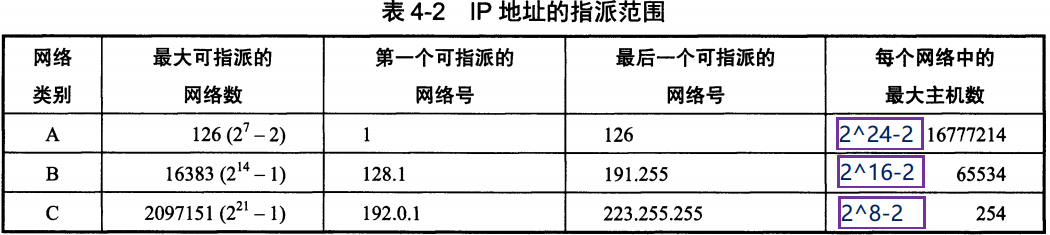 表 4-2 IP 地址的指派范围
网络类别 最大可指派的网络数 第一个可指派的网络号 最后一个可指派的网络号 每个网络中的最大主机数
A 126 (2^7 – 2) 1 126 2^24-2 16777214
B 16383 (2^14 – 1) 128.1 191.255 2^16-2 65534
C 2097151 (2^21 – 1) 192.0.1 223.255.255 2^8-2 254